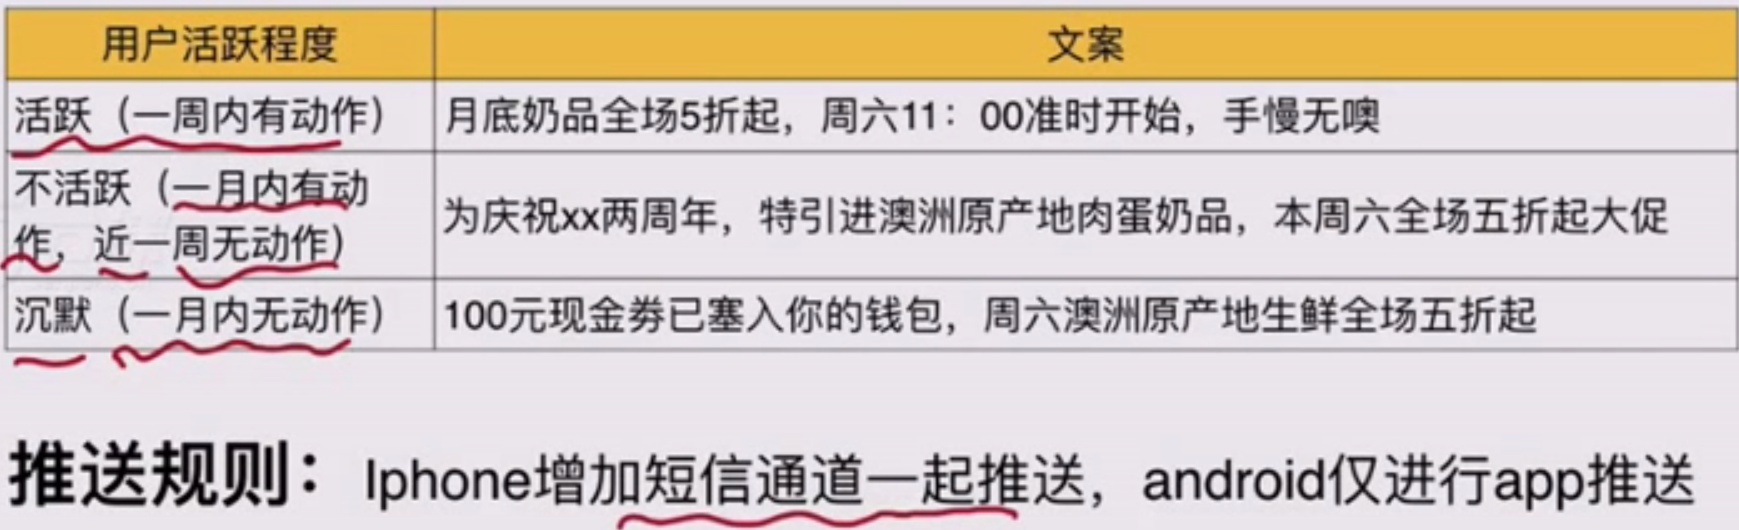 用户活跃程度
文案
活跃（一周内有动作）
月底奶品全场5折起，周六11：00准时开始，手慢无噢
不活跃（一月内有动
作，近一周无动作）
为庆祝xx两周年，特引进澳洲原产地肉蛋奶品，本周六全场五折起大促
沉默（一月内无动作）
100元现金券已塞入你的钱包，周六澳洲原产地生鲜全场五折起
推送规则：Iphone增加短信通道一起推送，android仅进行app推送